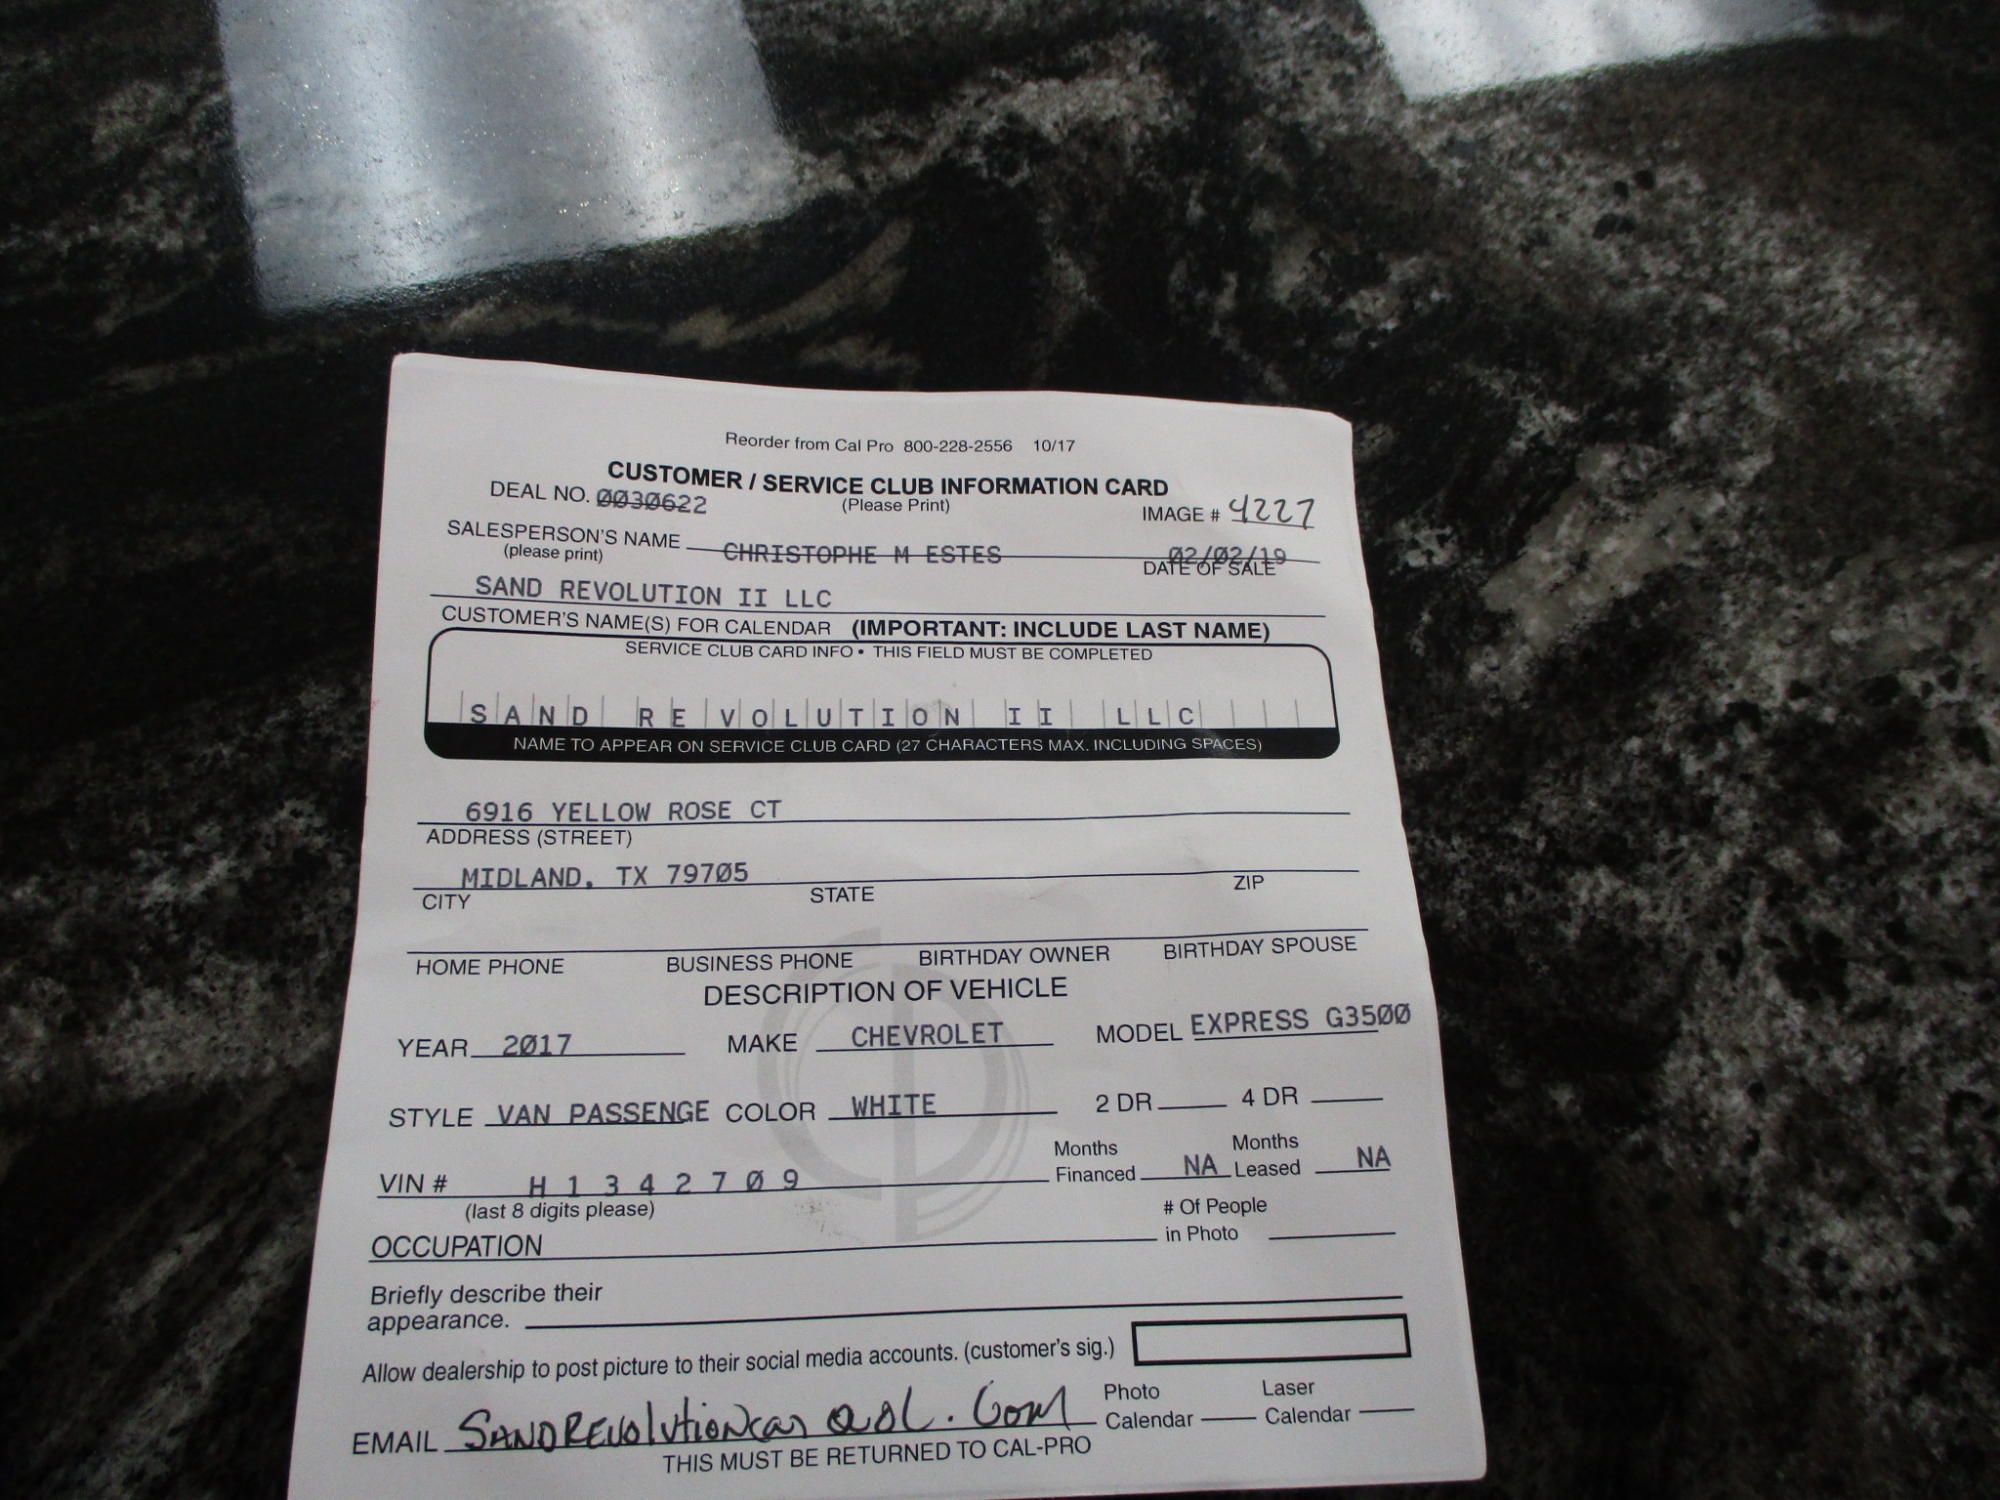 Reorder from Cal Pro 800-228-2556 10/17
CUSTOMER / SERVICE CLUB INFORMATION CARD
DEAL NO. 0030622 (Please Print) IMAGE # 4227
SALESPERSON'S NAME CHRISTOPHE M ESTES 02/02/19
(please print) DATE OF SALE
SAND REVOLUTION II LLC
CUSTOMER'S NAME(S) FOR CALENDAR (IMPORTANT: INCLUDE LAST NAME)
SERVICE CLUB CARD INFO • THIS FIELD MUST BE COMPLETED
SAND REVOLUTION II LLC
NAME TO APPEAR ON SERVICE CLUB CARD (27 CHARACTERS MAX. INCLUDING SPACES)
6916 YELLOW ROSE CT
ADDRESS (STREET)
MIDLAND, TX 79705
CITY STATE ZIP
HOME PHONE BUSINESS PHONE BIRTHDAY OWNER BIRTHDAY SPOUSE
DESCRIPTION OF VEHICLE
YEAR 2017 MAKE CHEVROLET MODEL EXPRESS G3500
STYLE VAN PASSENGE COLOR WHITE 2 DR 4 DR
VIN # H1342709 Months Financed NA Months Leased NA
(last 8 digits please) # Of People
OCCUPATION in Photo
Briefly describe their
appearance.
Allow dealership to post picture to their social media accounts. (customer's sig.)
EMAIL SANDREVOlution@ aol.Com Photo Calendar Laser Calendar
THIS MUST BE RETURNED TO CAL-PRO